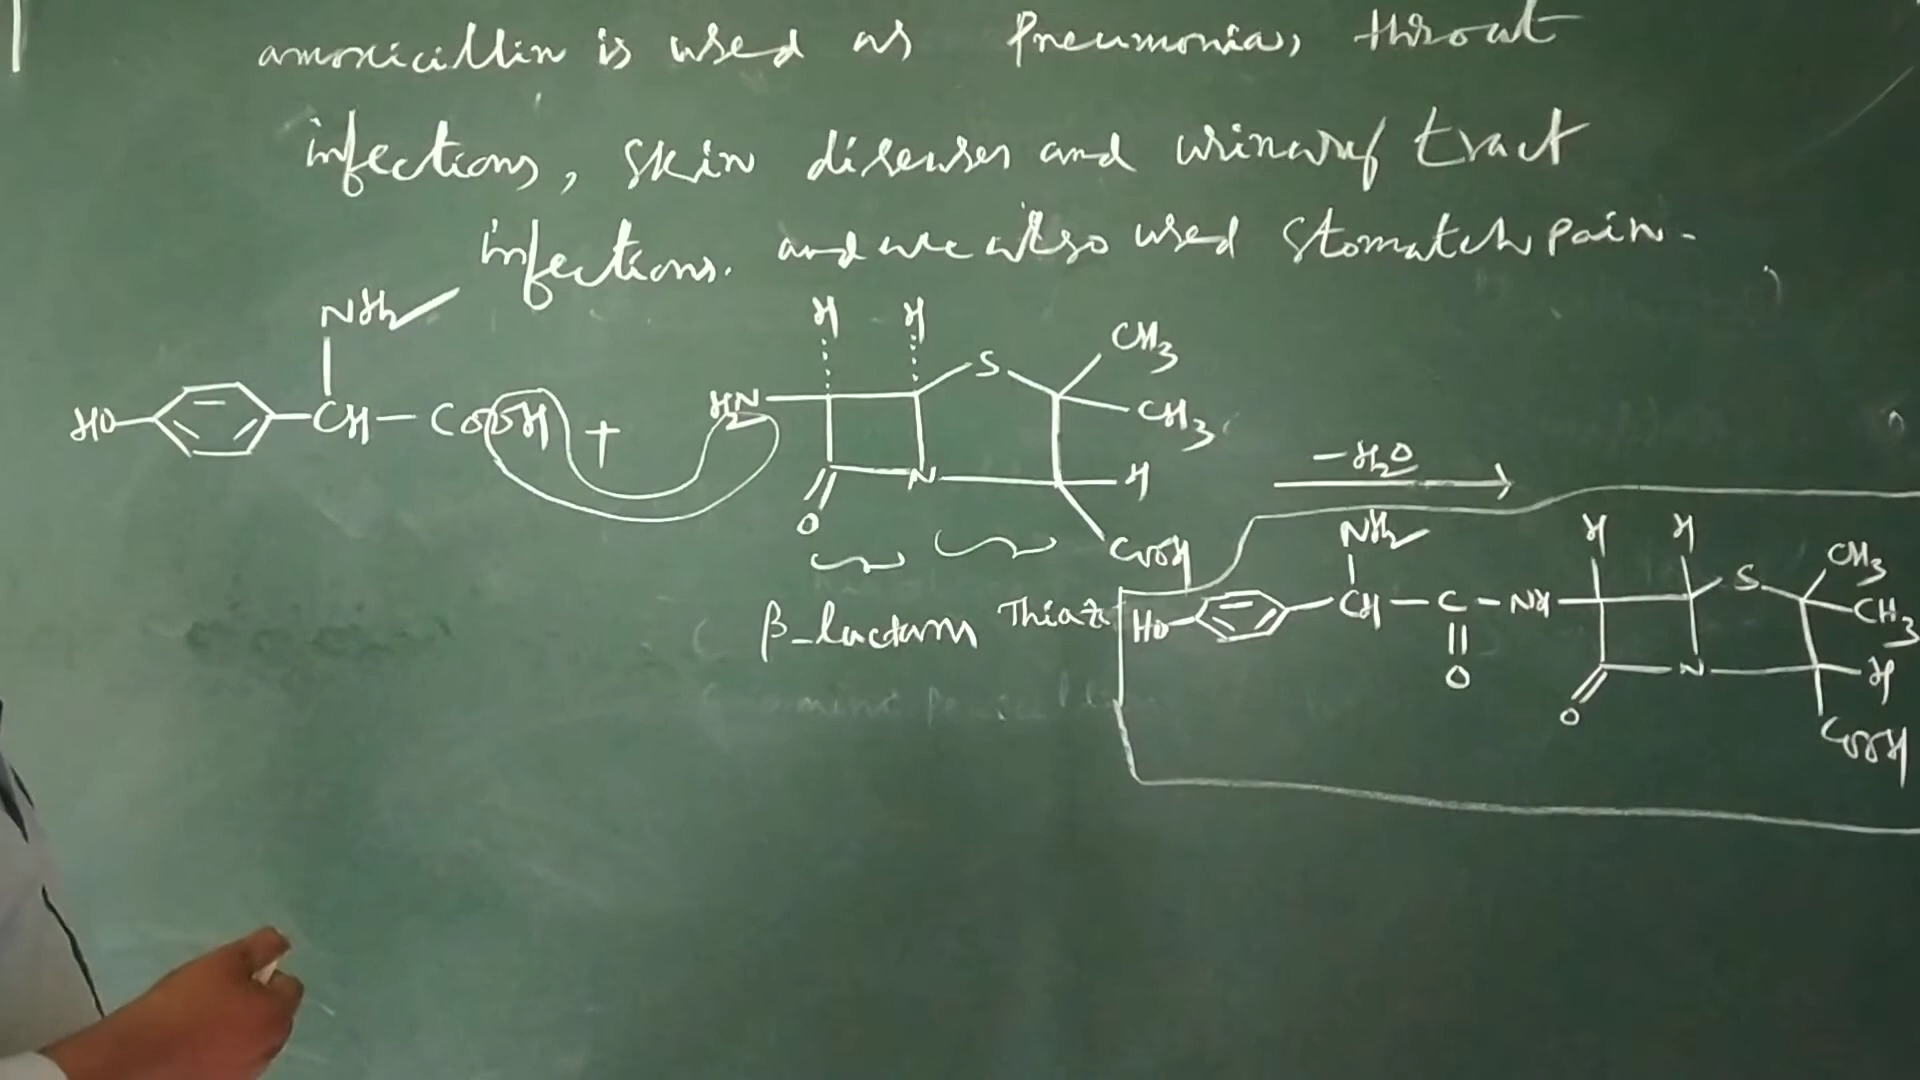 amoxicillin is used as Pneumonia, throat
infections, skin diseases and urinary tract
infections. and we also used stomatch pain.
NH2
H H
CH3
S
HO CH COOH + H2N
CH3
-H2O
N H
O
COOH
NH2 H H
CH3
β-lactam Thiaz
S
HO CH C NH
CH3
O
N H
O
COOH